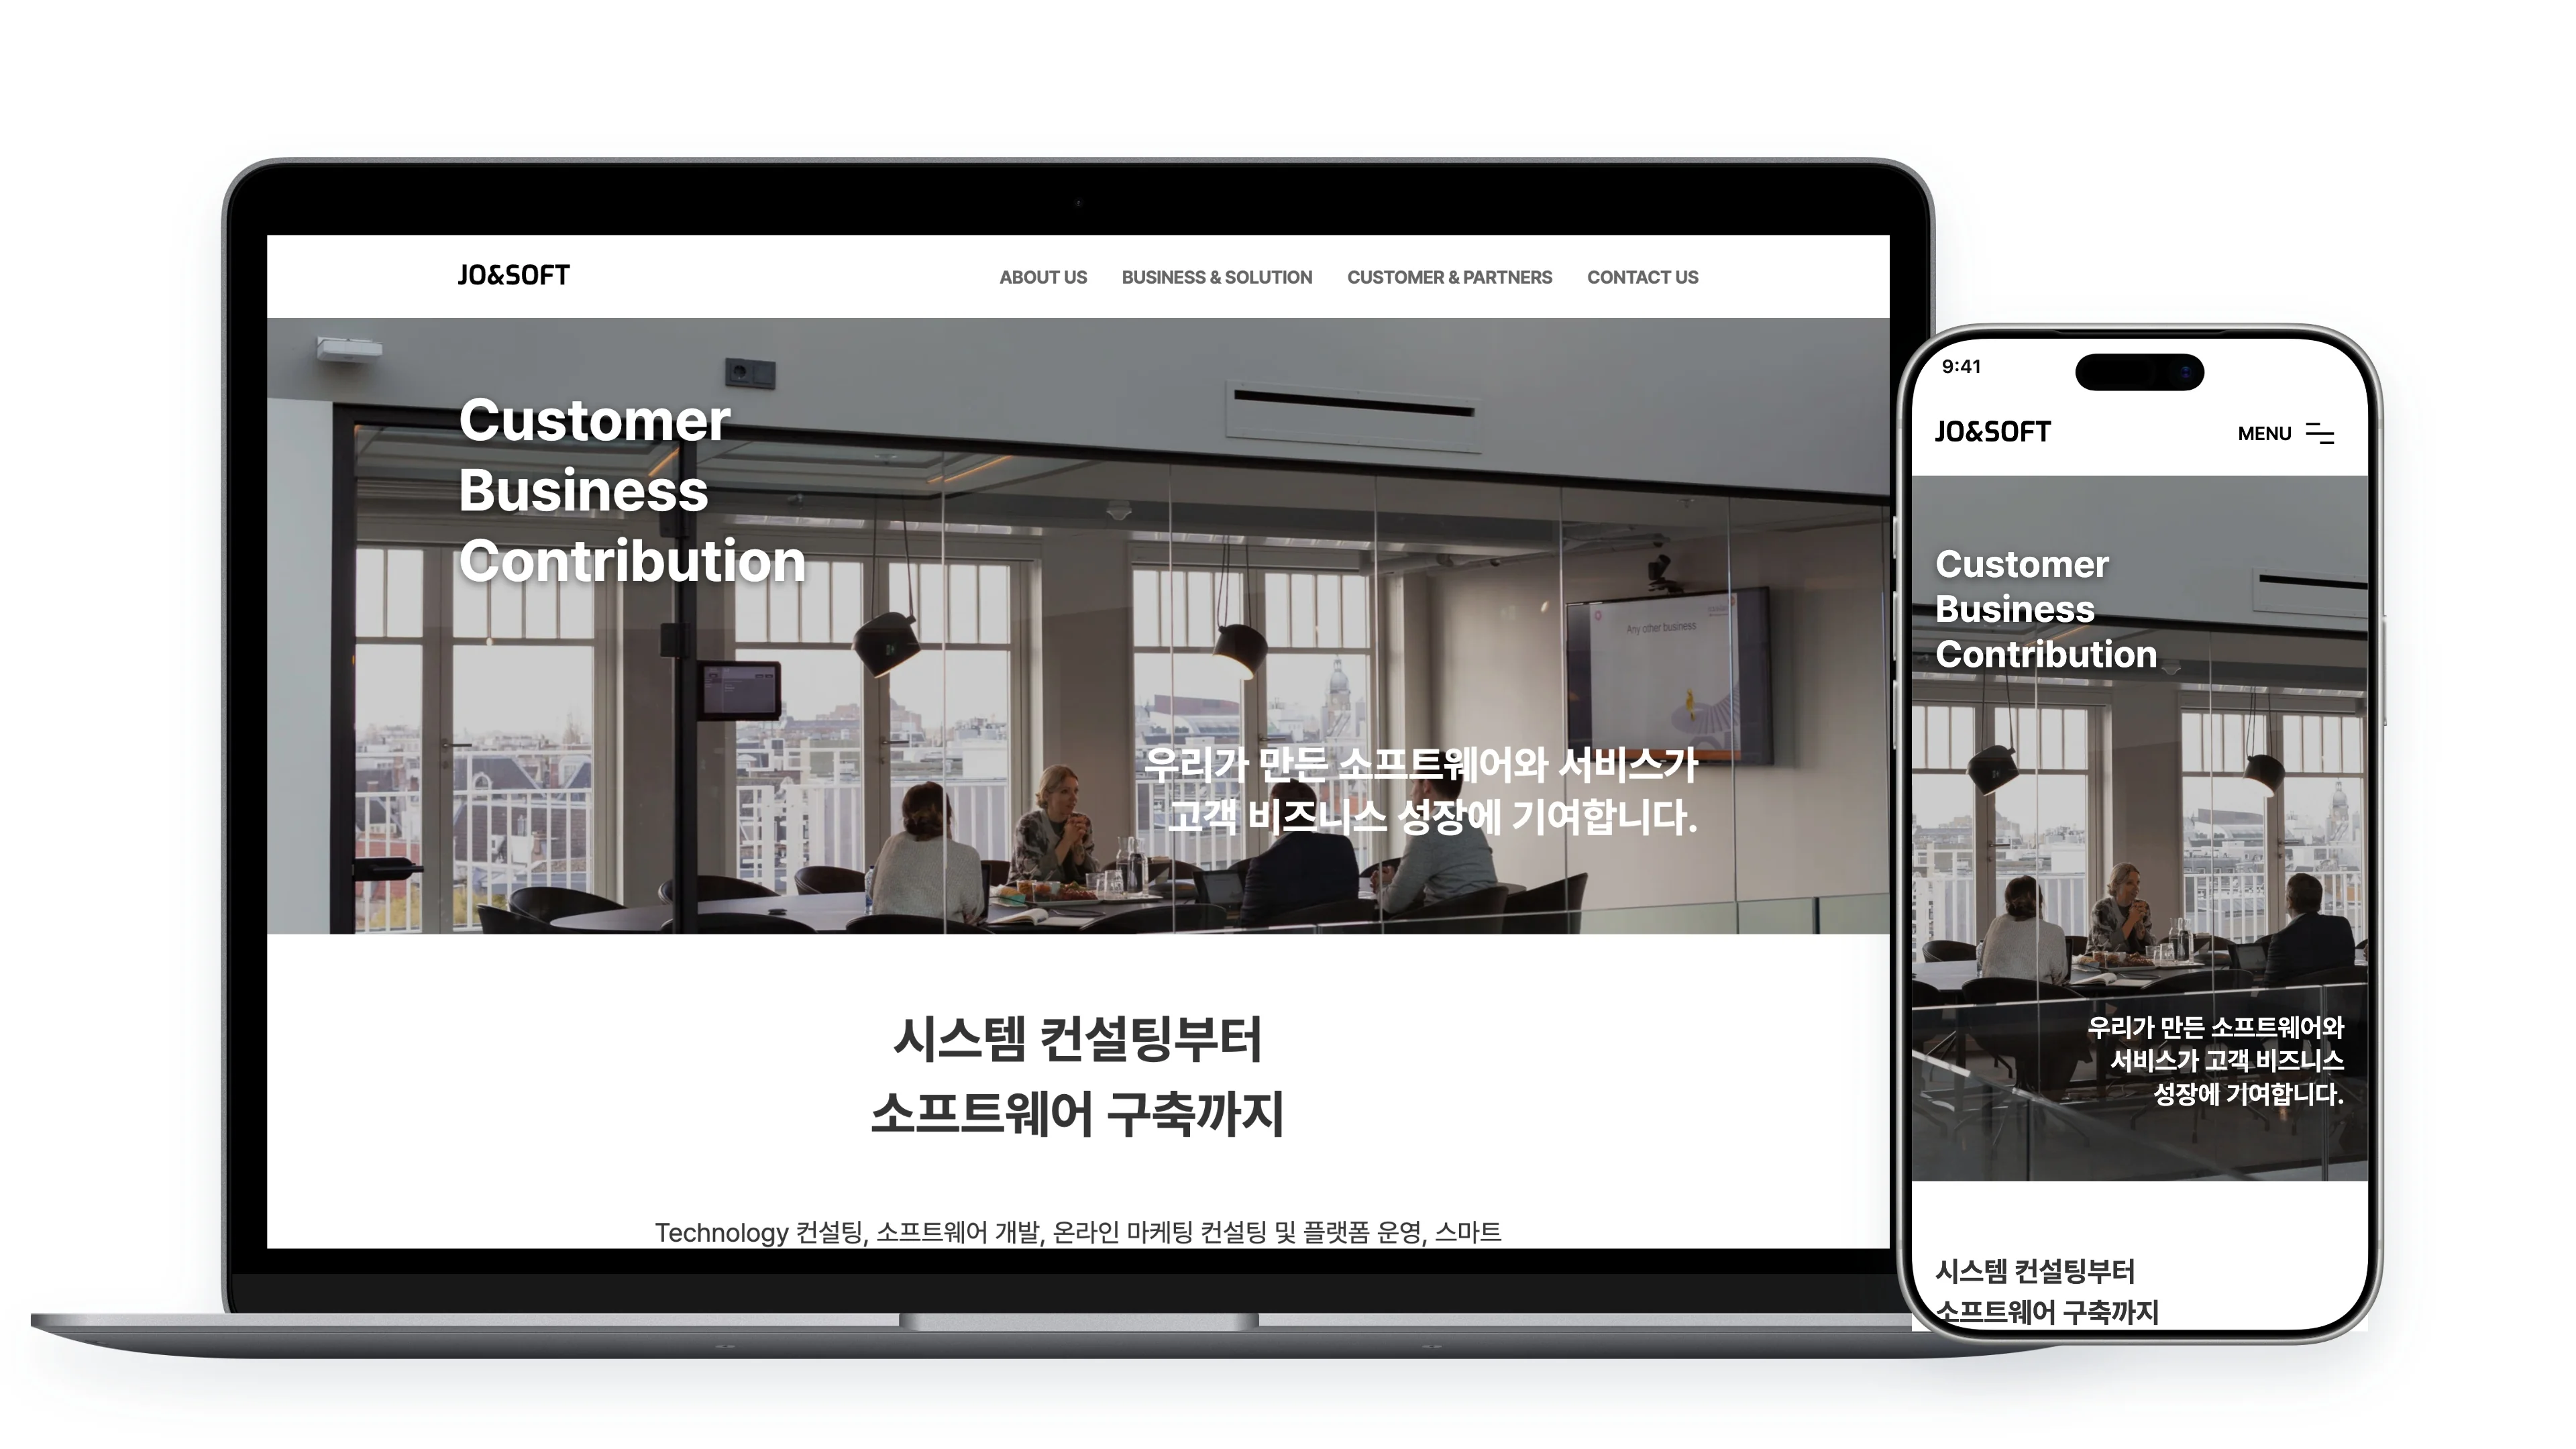 JO&SOFT
ABOUT US BUSINESS & SOLUTION CUSTOMER & PARTNERS CONTACT US
Customer
Business
Contribution
Any other business
우리가 만든 소프트웨어와 서비스가
고객 비즈니스 성장에 기여합니다.
시스템 컨설팅부터
소프트웨어 구축까지
Technology 컨설팅, 소프트웨어 개발, 온라인 마케팅 컨설팅 및 플랫폼 운영, 스마트
9:41
JO&SOFT
MENU
Customer
Business
Contribution
우리가 만든 소프트웨어와
서비스가 고객 비즈니스
성장에 기여합니다.
시스템 컨설팅부터
소프트웨어 구축까지